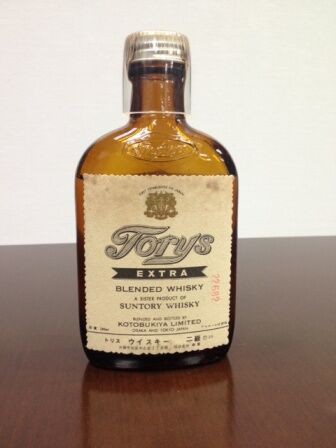 Torys
EXTRA
BLENDED WHISKY
A SISTER PRODUCT OF
SUNTORY WHISKY
22682
BLENDED AND BOTTLED BY
KOTOBUKIYA LIMITED
OSAKA AND TOKYO JAPAN
トリス ウイスキー 二級